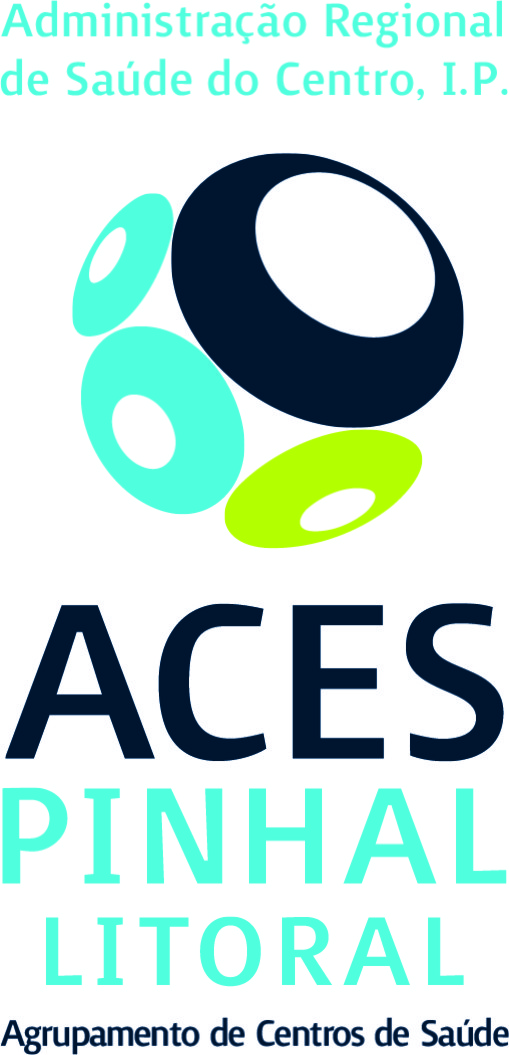 Administração Regional
de Saúde do Centro, I.P.
ACES
PINHAL
LITORAL
Agrupamento de Centros de Saúde